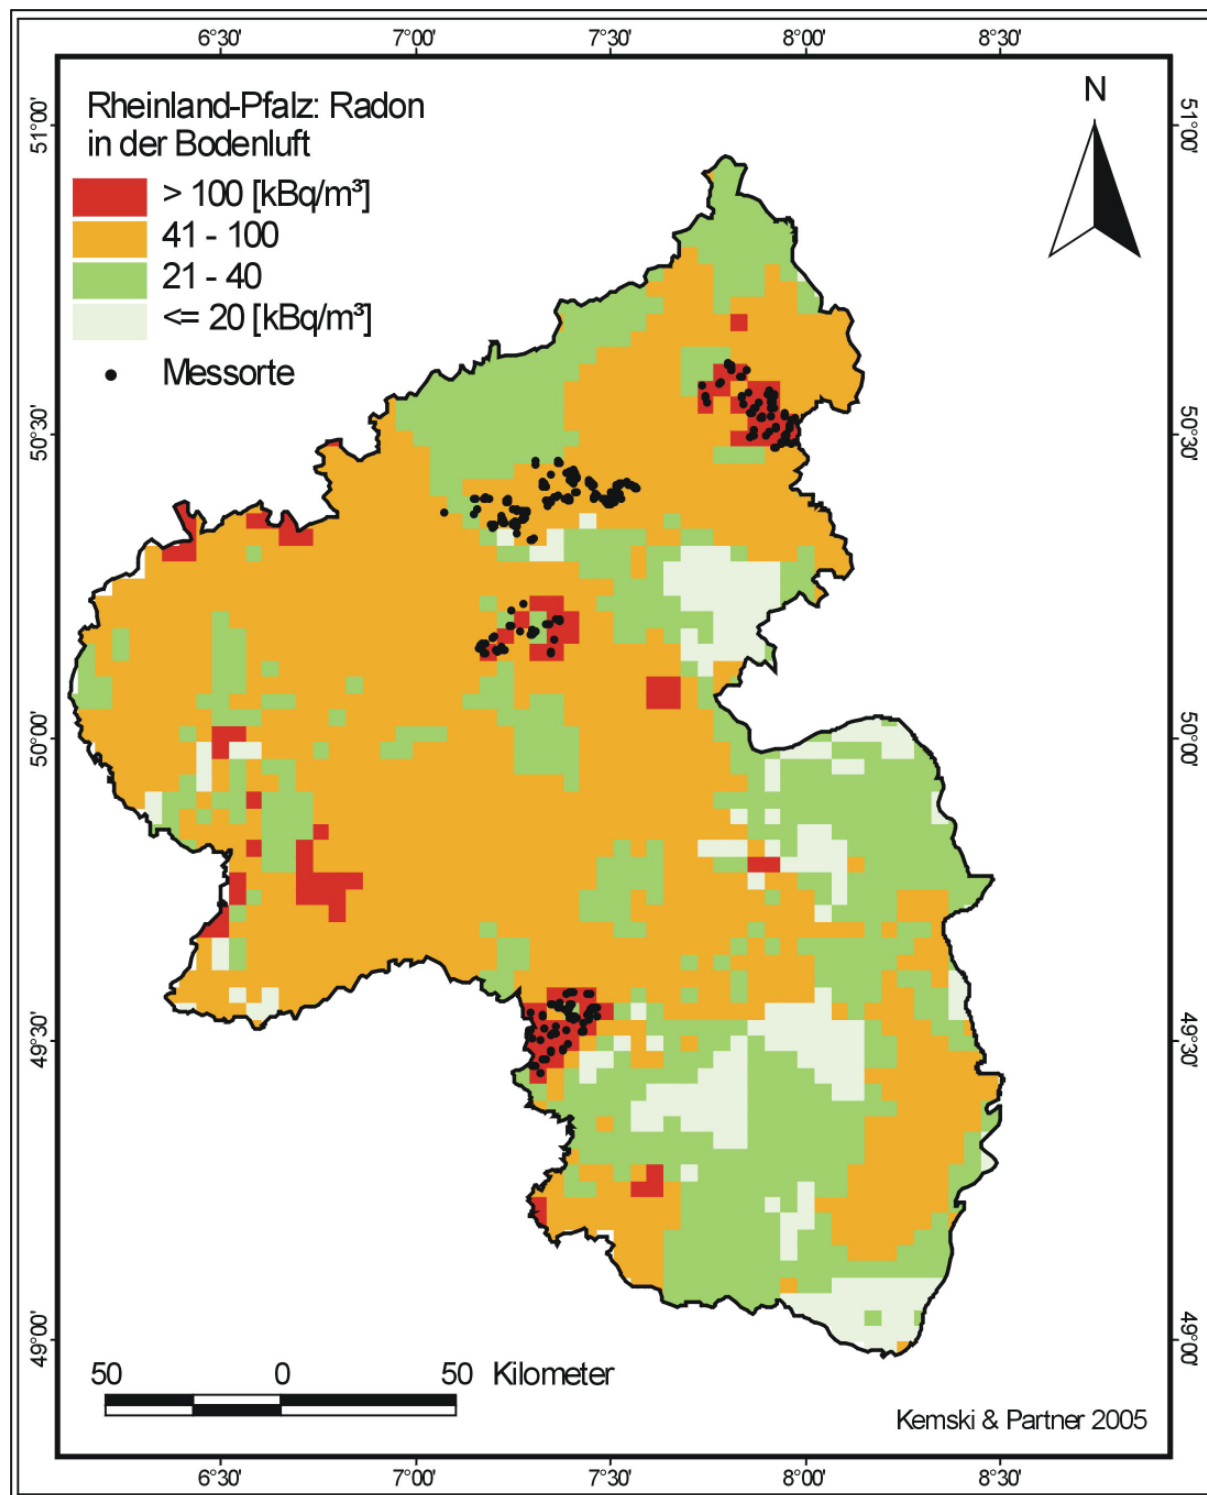 6°30' 7°00' 7°30' 8°00' 8°30'
N
Rheinland-Pfalz: Radon
in der Bodenluft
> 100 [kBq/m³]
41 - 100
21 - 40
<= 20 [kBq/m³]
Messorte
51°00' 51°00'
50°30' 50°30'
50°00' 50°00'
49°30' 49°30'
49°00' 49°00'
50 0 50 Kilometer
Kemski & Partner 2005
6°30' 7°00' 7°30' 8°00' 8°30'